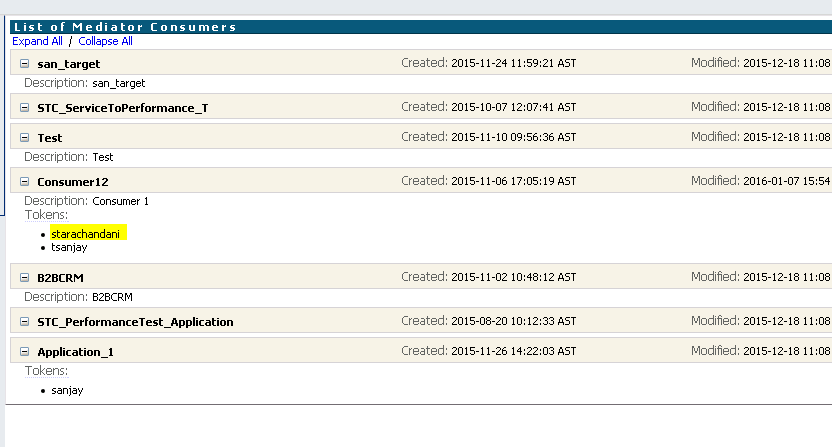 List of Mediator Consumers
Expand All / Collapse All
san_target Created: 2015-11-24 11:59:21 AST Modified: 2015-12-18 11:08
Description: san_target
STC_ServiceToPerformance_T Created: 2015-10-07 12:07:41 AST Modified: 2015-12-18 11:08
Test Created: 2015-11-10 09:56:36 AST Modified: 2015-12-18 11:08
Description: Test
Consumer12 Created: 2015-11-06 17:05:19 AST Modified: 2016-01-07 15:54
Description: Consumer 1
Tokens:
• starachandani
• tsanjay
B2BCRM Created: 2015-11-02 10:48:12 AST Modified: 2015-12-18 11:08
Description: B2BCRM
STC_PerformanceTest_Application Created: 2015-08-20 10:12:33 AST Modified: 2015-12-18 11:08
Application_1 Created: 2015-11-26 14:22:03 AST Modified: 2015-12-18 11:08
Tokens:
• sanjay